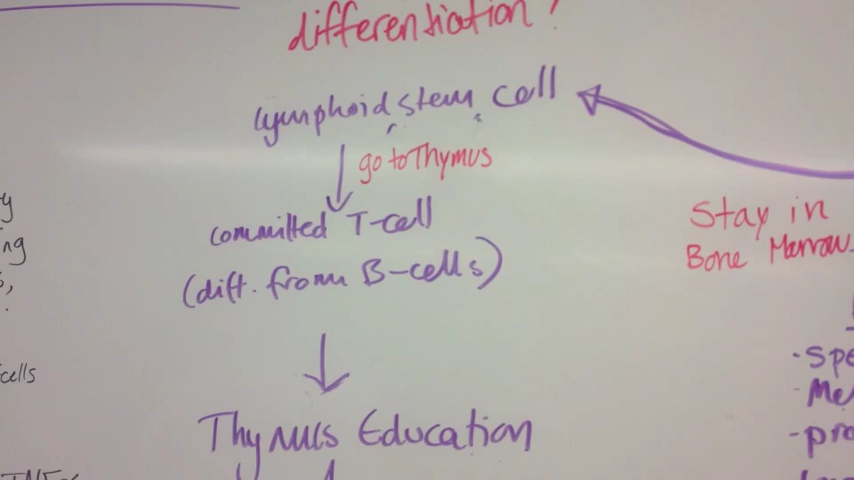 differentiation?
lymphoid stem cell
go to Thymus
committed T-cell
(diff. from B-cells)
Thymus Education
Stay in
Bone Marrow
cells